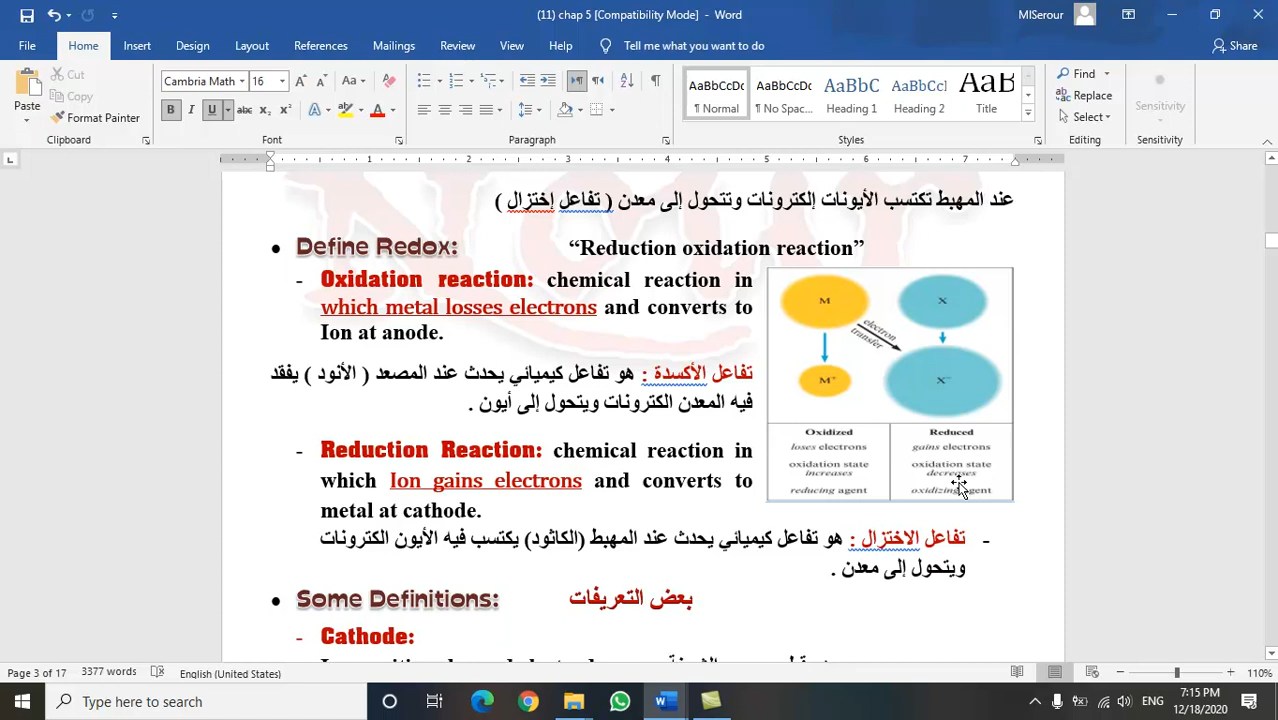 (11) chap 5 [Compatibility Mode] - Word
MISerour
File Home Insert Design Layout References Mailings Review View Help Tell me what you want to do Share
Paste
Cut
Copy
Format Painter
Clipboard
Cambria Math 16
Font
Paragraph
AaBbCcDc AaBbCcDc AaBbC AaBbCcI AaB
¶ Normal ¶ No Spac... Heading 1 Heading 2 Title
Styles
Find
Replace
Select
Editing
Sensitivity
Sensitivity
1 2 3 4 5 6 7
عند المهبط تكتسب الأيونات إلكترونات وتتحول إلى معدن ( تفاعل إختزال )
• Define Redox: “Reduction oxidation reaction”
- Oxidation reaction: chemical reaction in
which metal losses electrons and converts to
Ion at anode.
تفاعل الأكسدة : هو تفاعل كيميائي يحدث عند المصعد ( الأنود ) يفقد
فيه المعدن الكترونات ويتحول إلى أيون .
- Reduction Reaction: chemical reaction in
which Ion gains electrons and converts to
metal at cathode.
M X
electron
transfer
M+ X−
Oxidized Reduced
loses electrons gains electrons
oxidation state oxidation state
increases decreases
reducing agent oxidizing agent
- تفاعل الاختزال : هو تفاعل كيميائي يحدث عند المهبط (الكاثود) يكتسب فيه الأيون الكترونات
ويتحول إلى معدن .
• Some Definitions: بعض التعريفات
- Cathode:
Page 3 of 17 3377 words English (United States) 110%
Type here to search
ENG
7:15 PM
12/18/2020